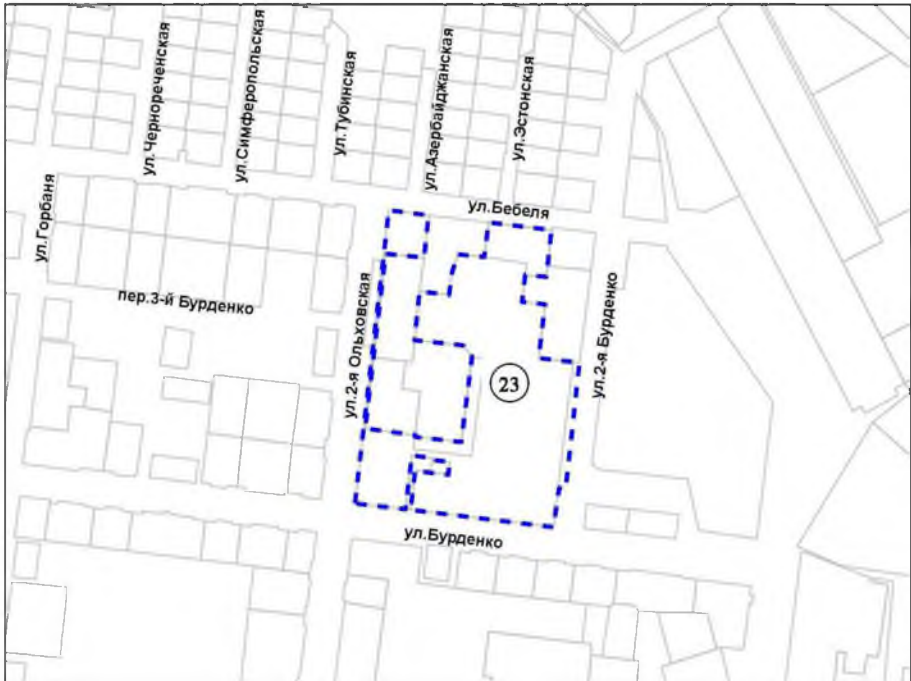 ул.Чернореченская
ул.Симферопольская
ул.Тубинская
ул.Азербайджанская
ул.Эстонская
ул.Горбаня
ул.Бебеля
пер.3-й Бурденко
ул.2-я Ольховская
ул.2-я Бурденко
23
ул.Бурденко